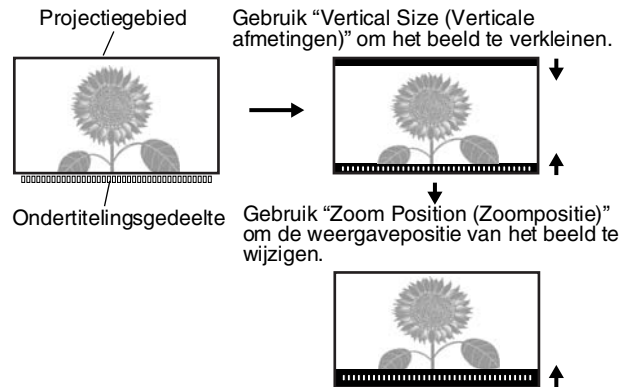 Projectiegebied
Gebruik “Vertical Size (Verticale
afmetingen)” om het beeld te verkleinen.
Ondertitelingsgedeelte
Gebruik “Zoom Position (Zoompositie)”
om de weergavepositie van het beeld te
wijzigen.